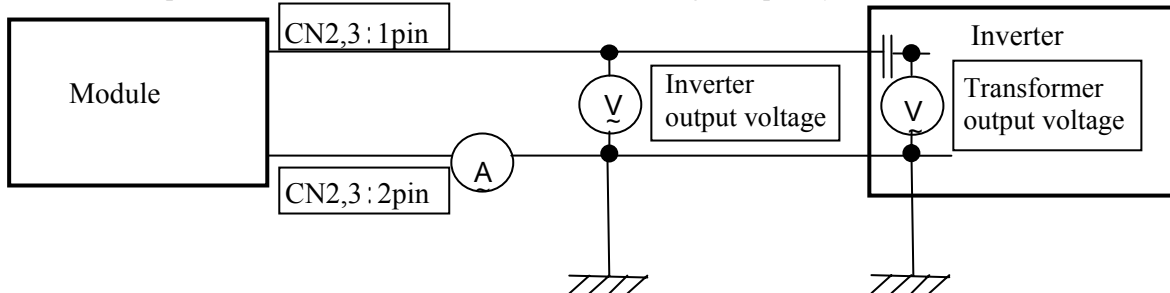 CN2,3:1pin
Inverter
Module
Inverter
output voltage
Transformer
output voltage
V
~
V
~
A
~
CN2,3:2pin